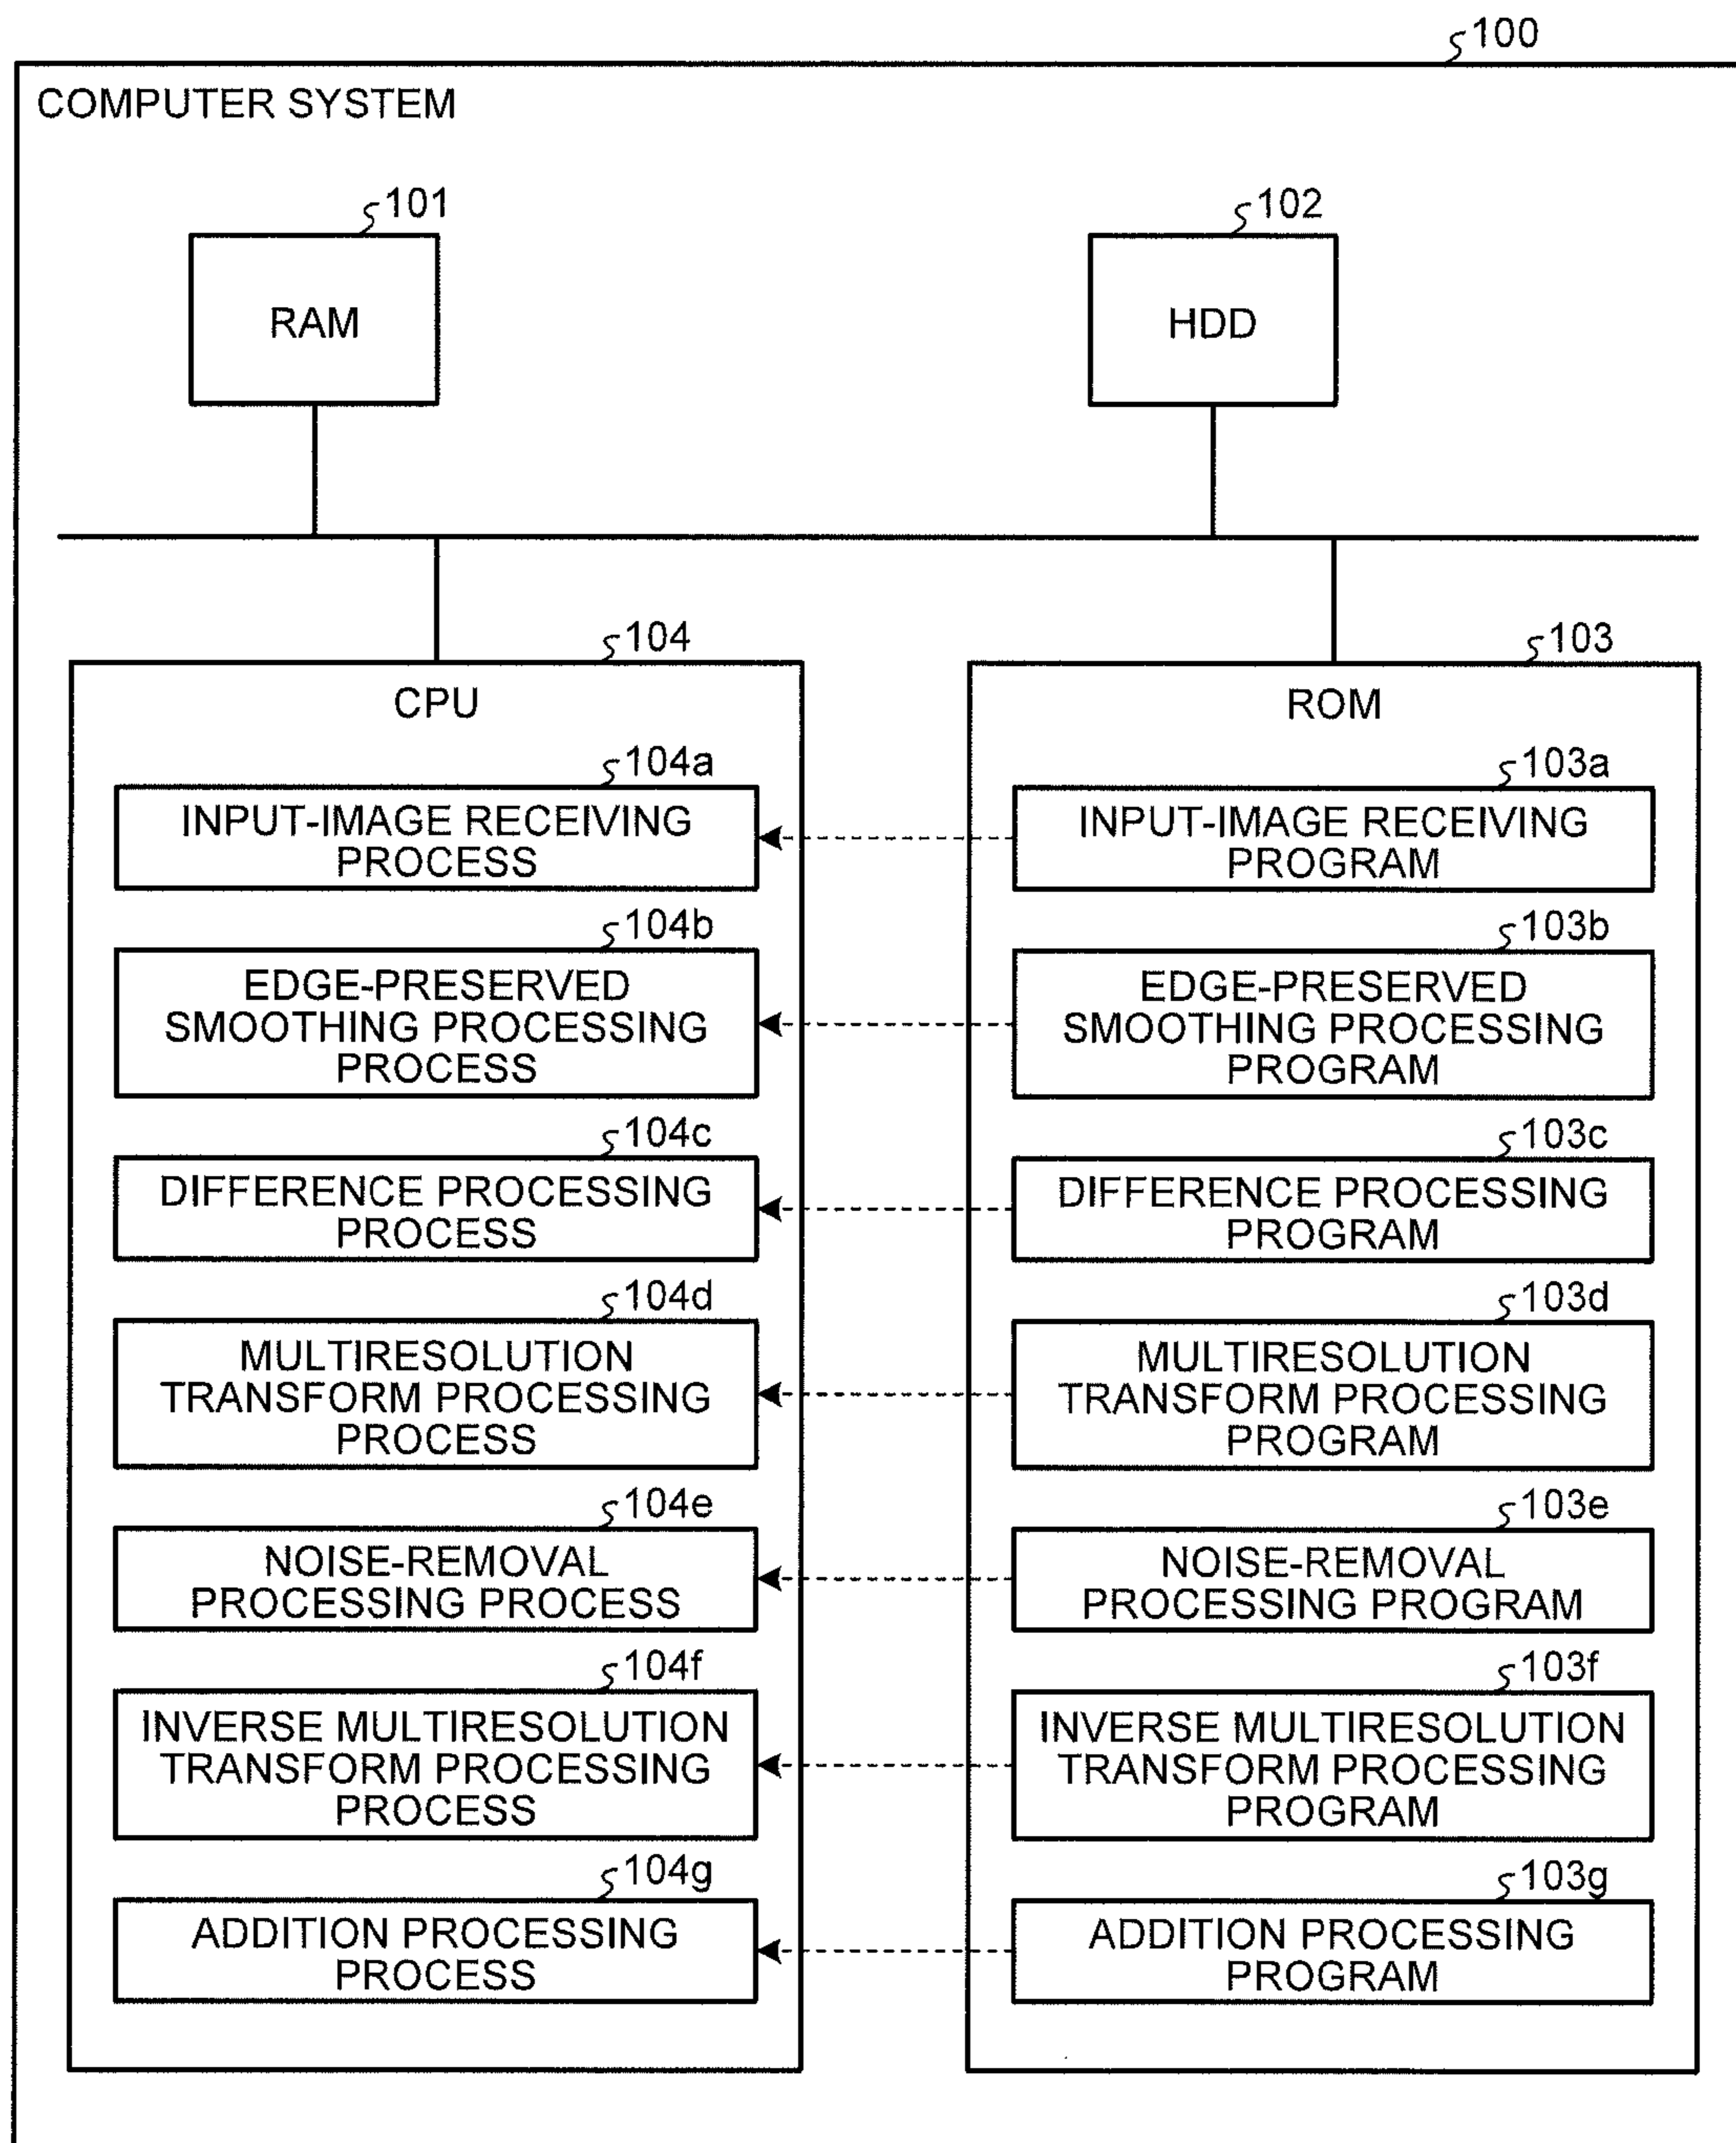 100
COMPUTER SYSTEM
101
RAM
102
HDD
104
CPU
104a
INPUT-IMAGE RECEIVING
PROCESS
104b
EDGE-PRESERVED
SMOOTHING PROCESSING
PROCESS
104c
DIFFERENCE PROCESSING
PROCESS
104d
MULTIRESOLUTION
TRANSFORM PROCESSING
PROCESS
104e
NOISE-REMOVAL
PROCESSING PROCESS
104f
INVERSE MULTIRESOLUTION
TRANSFORM PROCESSING
PROCESS
104g
ADDITION PROCESSING
PROCESS
103
ROM
103a
INPUT-IMAGE RECEIVING
PROGRAM
103b
EDGE-PRESERVED
SMOOTHING PROCESSING
PROGRAM
103c
DIFFERENCE PROCESSING
PROGRAM
103d
MULTIRESOLUTION
TRANSFORM PROCESSING
PROGRAM
103e
NOISE-REMOVAL
PROCESSING PROGRAM
103f
INVERSE MULTIRESOLUTION
TRANSFORM PROCESSING
PROGRAM
103g
ADDITION PROCESSING
PROGRAM